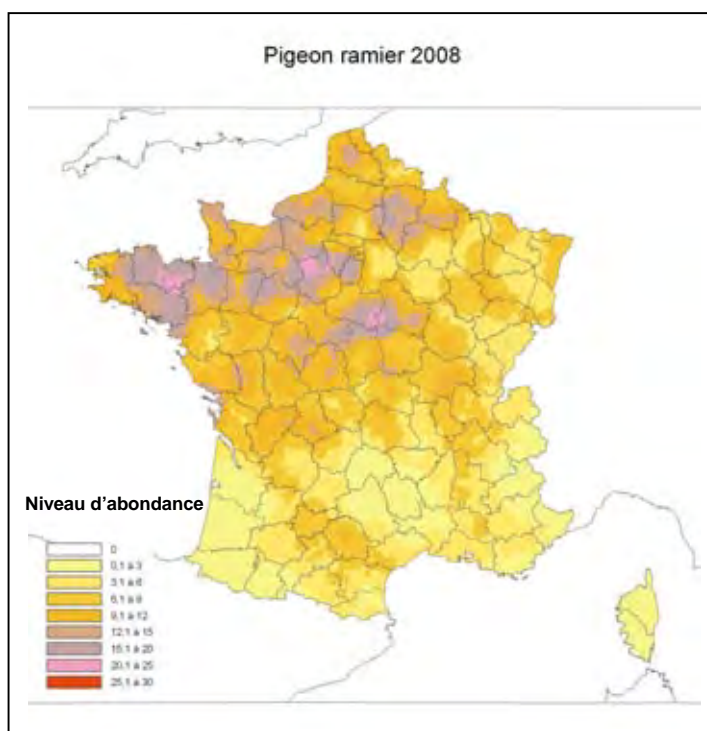 Pigeon ramier 2008
Niveau d'abondance
0
0,1 à 3
3,1 à 6
6,1 à 9
9,1 à 12
12,1 à 15
15,1 à 20
20,1 à 25
25,1 à 30